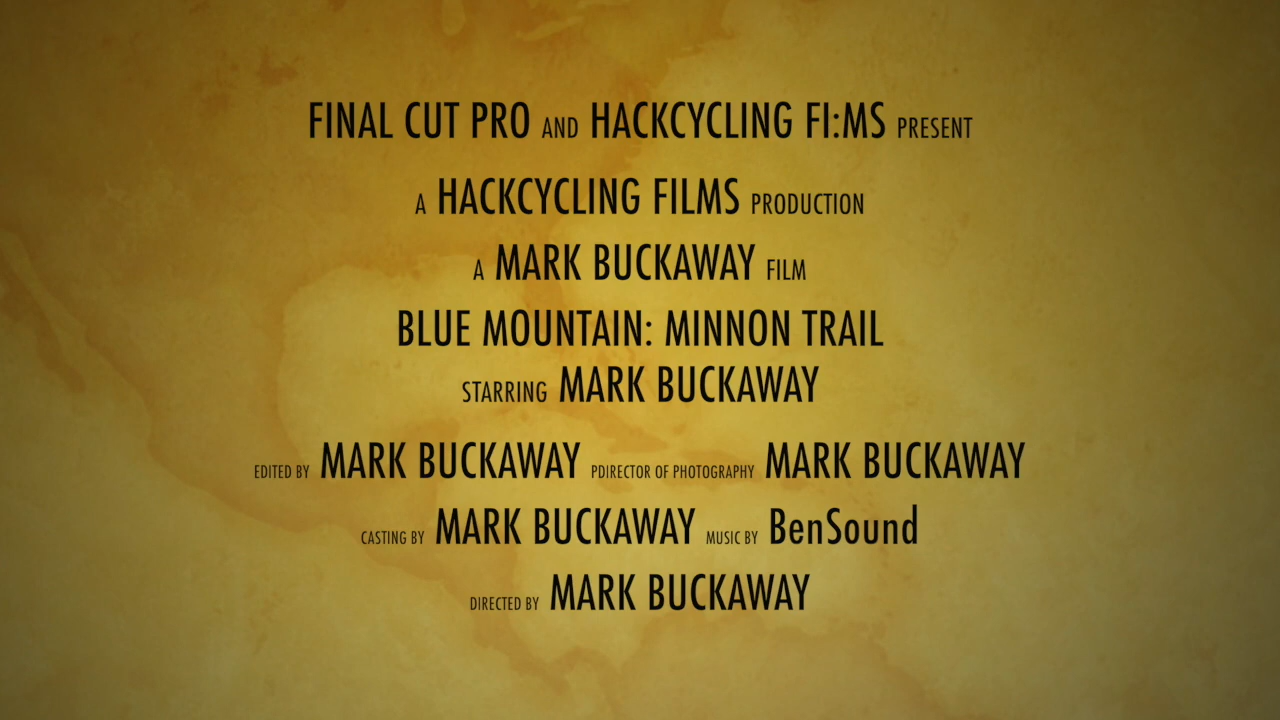 FINAL CUT PRO AND HACKCYCLING FI:MS PRESENT
A HACKCYCLING FILMS PRODUCTION
A MARK BUCKAWAY FILM
BLUE MOUNTAIN: MINNON TRAIL
STARRING MARK BUCKAWAY
EDITED BY MARK BUCKAWAY PDIRECTOR OF PHOTOGRAPHY MARK BUCKAWAY
CASTING BY MARK BUCKAWAY MUSIC BY BenSound
DIRECTED BY MARK BUCKAWAY